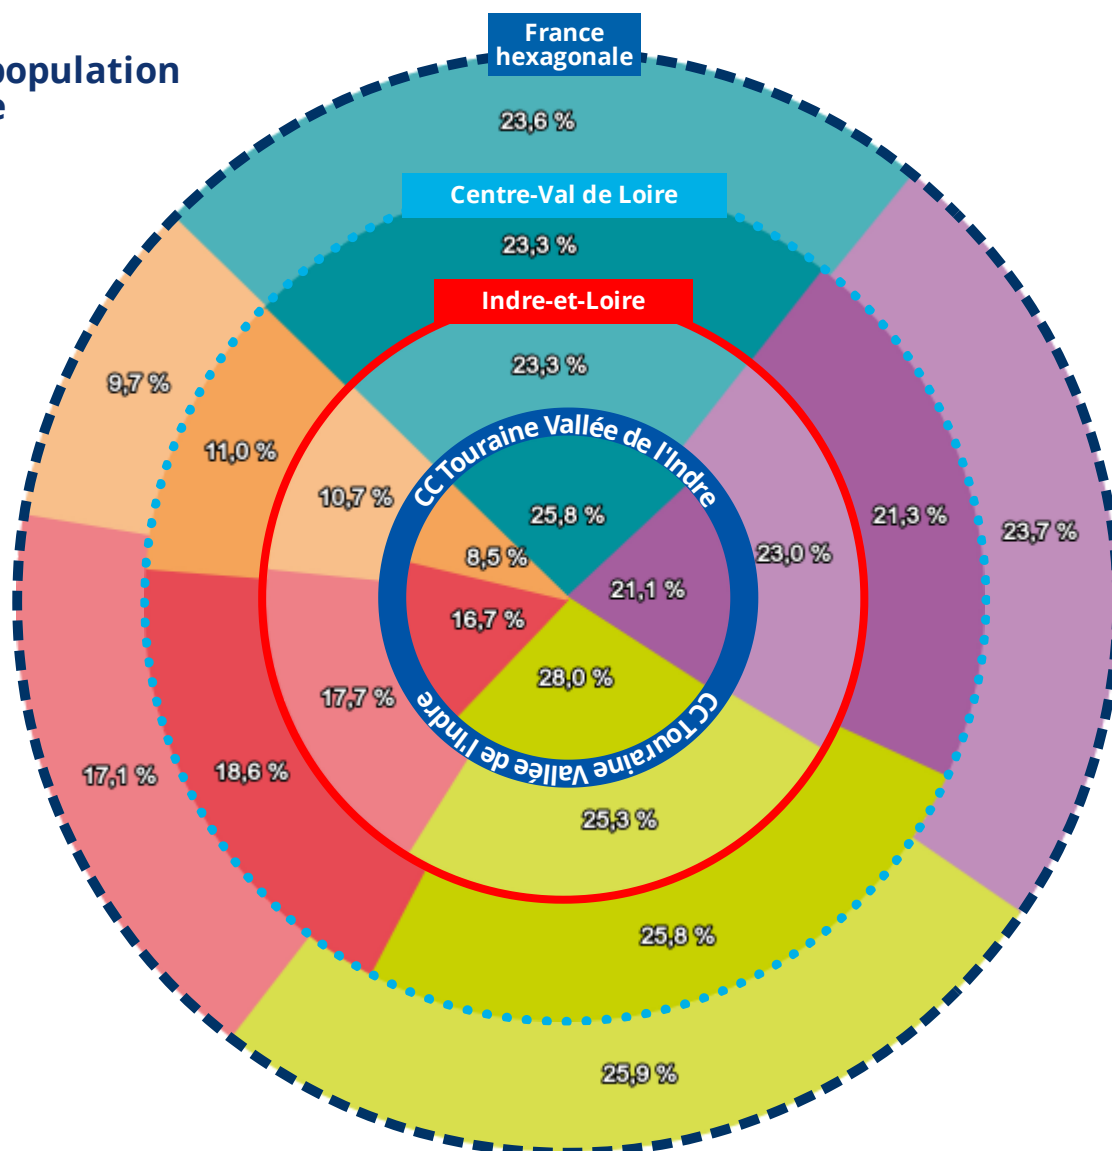 France
hexagonale
population
e
23,6 %
Centre-Val de Loire
23,3 %
Indre-et-Loire
23,3 %
9,7 %
11,0 %
CC Touraine Vallée de l'Indre
10,7 %
25,8 %
21,3 %
23,7 %
8,5 %
23,0 %
21,1 %
16,7 %
28,0 %
17,7 %
CC Touraine Vallée de l'Indre
17,1 %
18,6 %
25,3 %
25,8 %
25,9 %